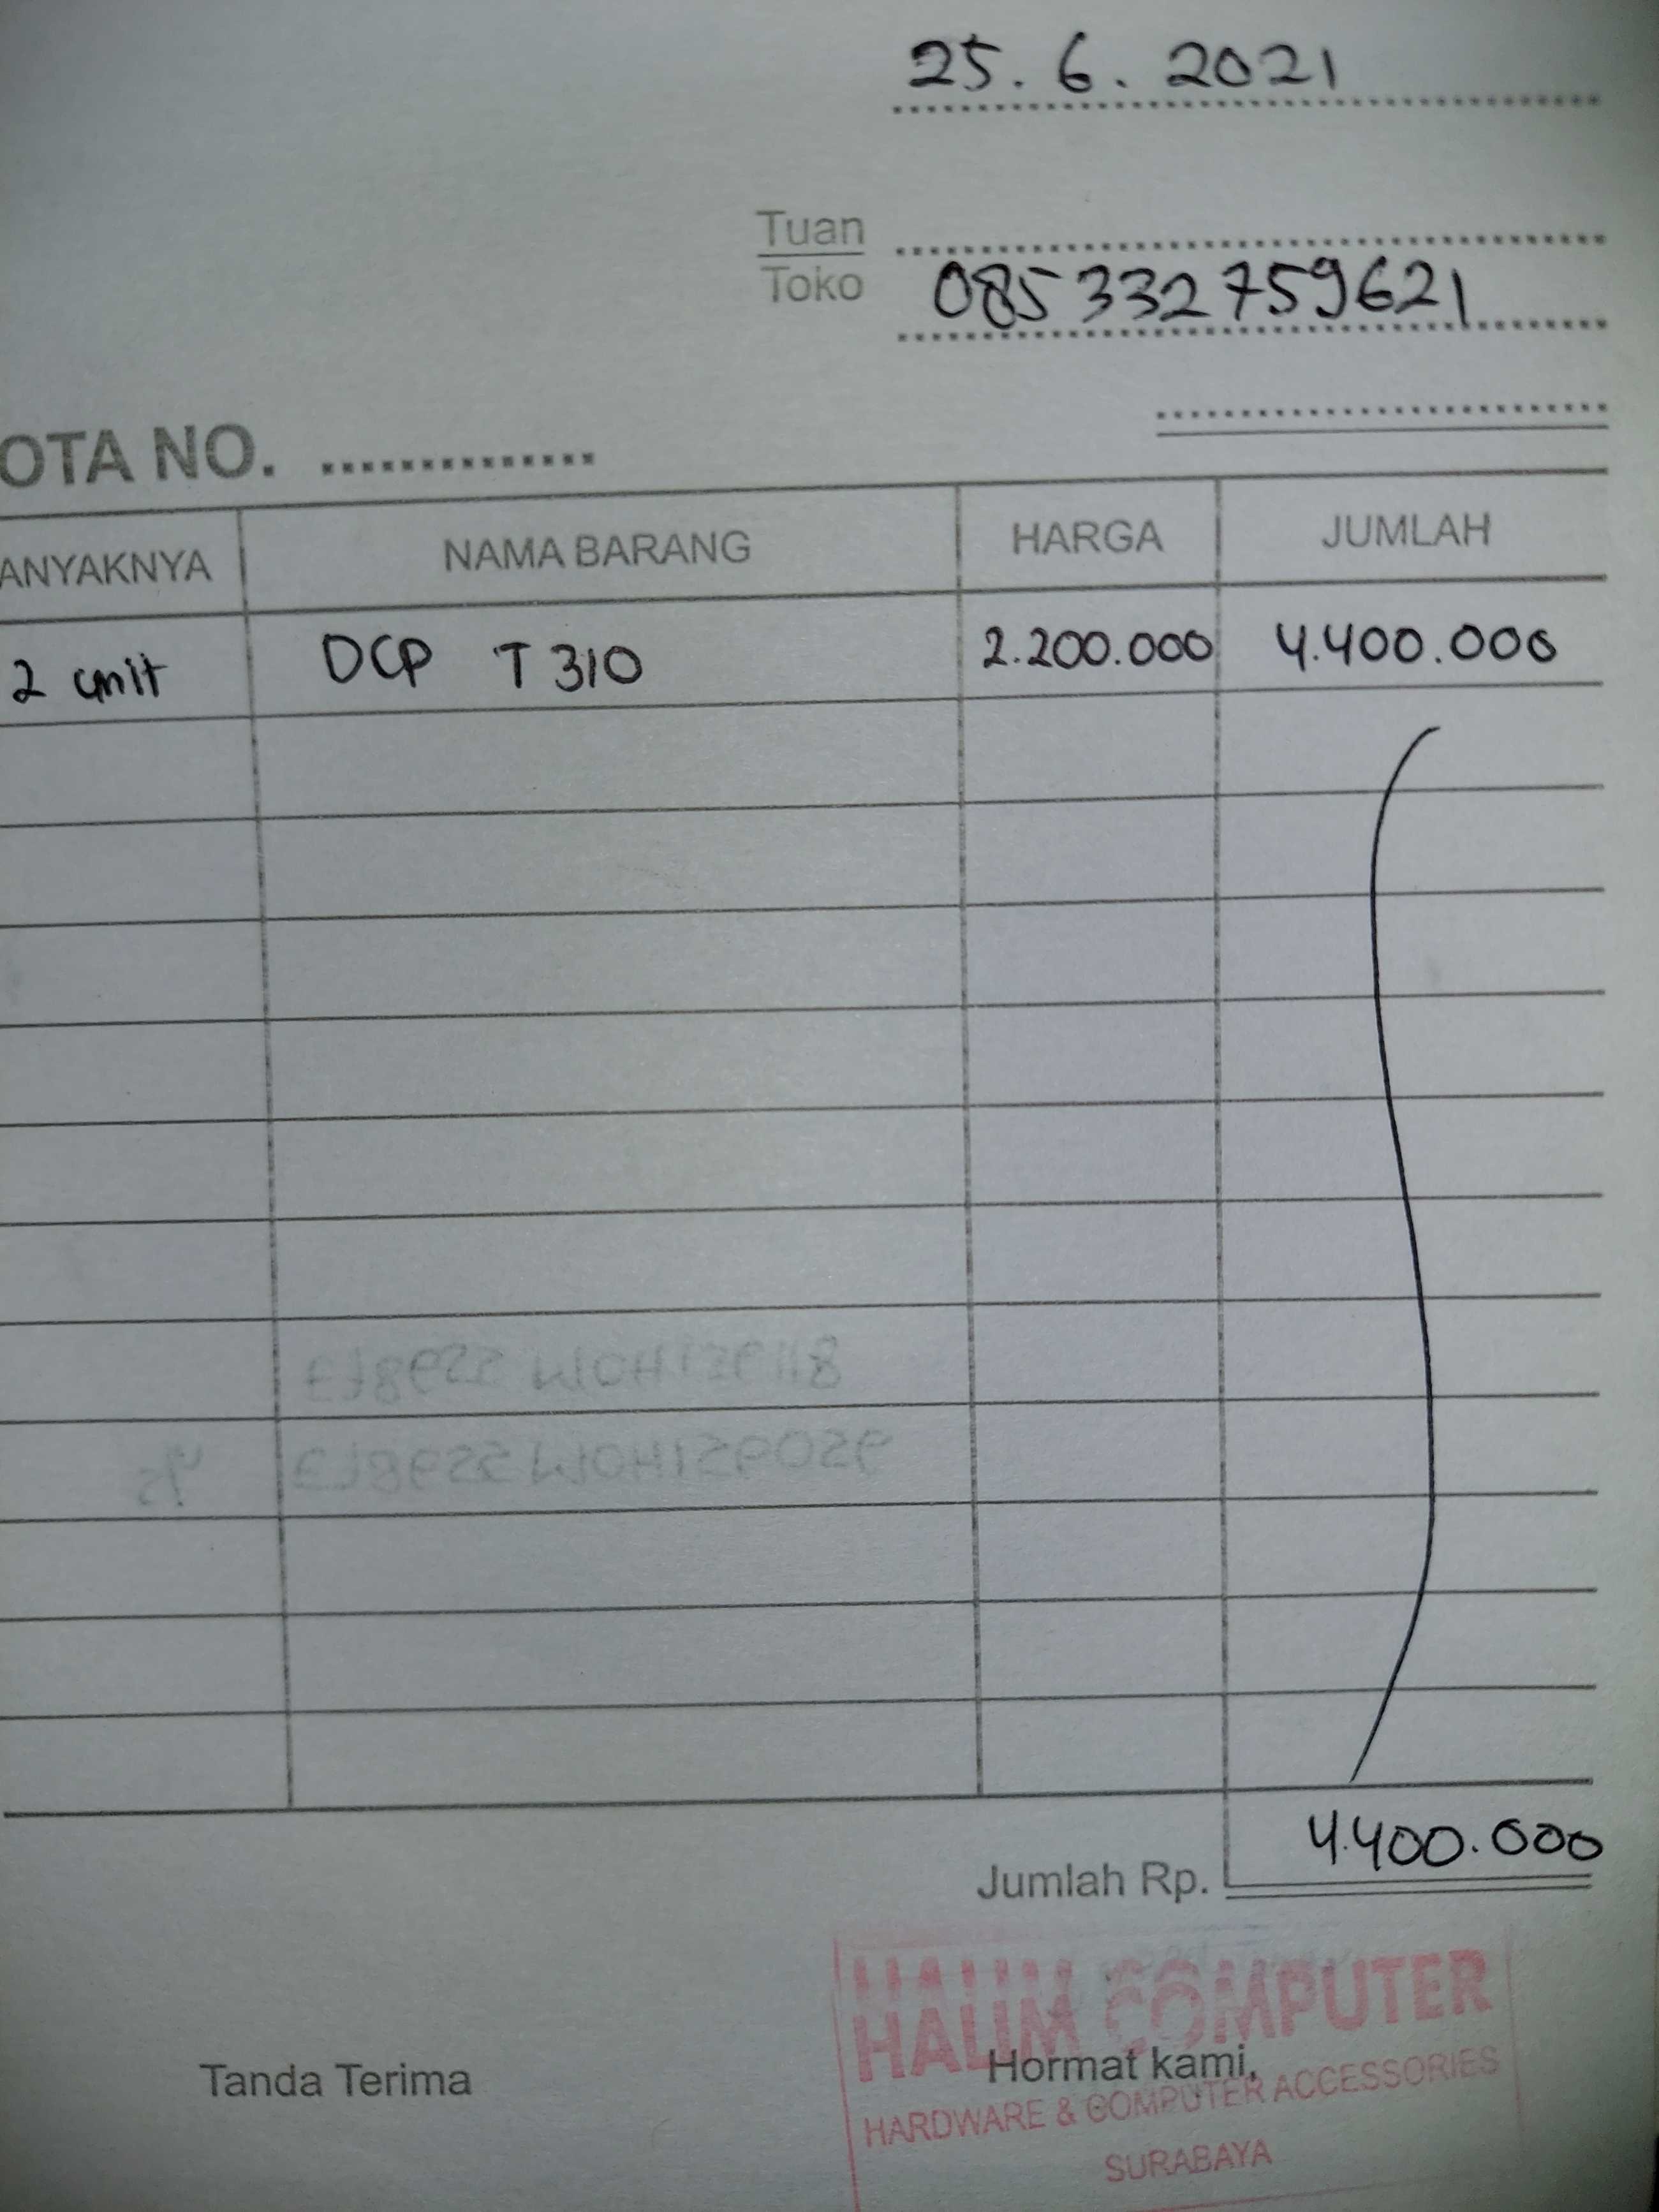 25.6.2021
Tuan
Toko 085332759621
OTA NO. ..............
ANYAKNYA NAMA BARANG HARGA JUMLAH
2 unit DCP T310 2.200.000 4.400.000
4.400.000
Jumlah Rp.
HALIM COMPUTER
Tanda Terima Hormat kami,
HARDWARE & COMPUTER ACCESSORIES
SURABAYA